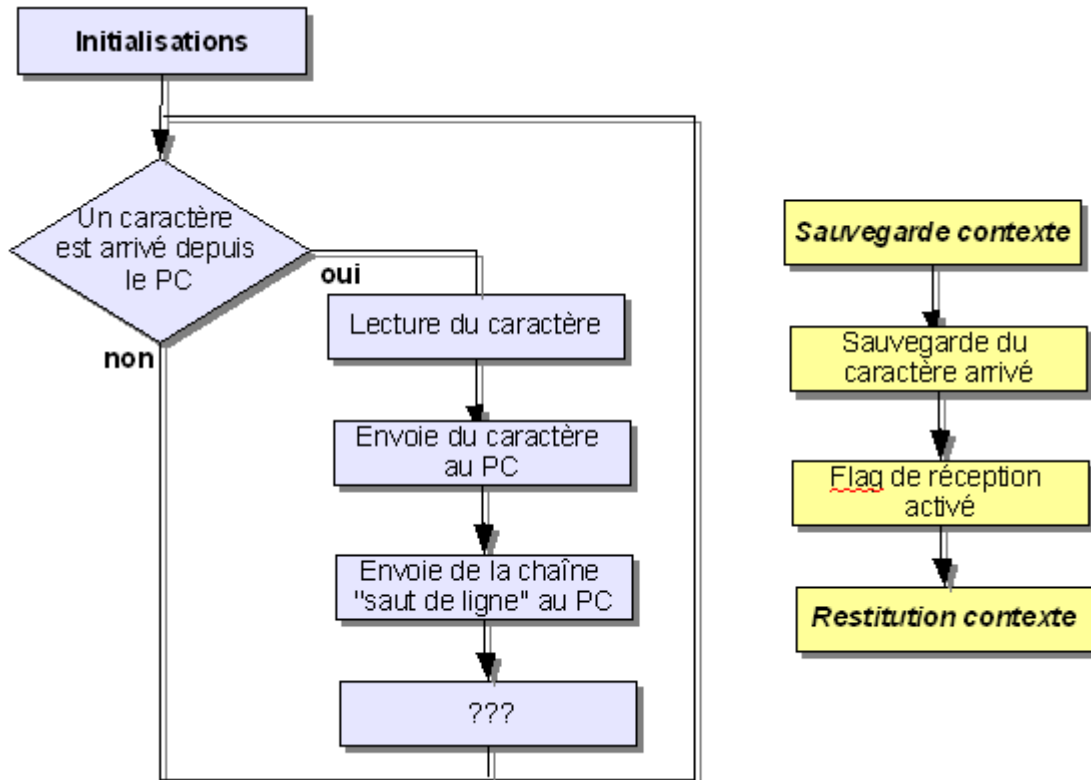 Initialisations
Un caractère
est arrivé depuis
le PC
oui
non
Lecture du caractère
Envoie du caractère
au PC
Envoie de la chaîne
"saut de ligne" au PC
???
Sauvegarde contexte
Sauvegarde du
caractère arrivé
Flag de réception
activé
Restitution contexte